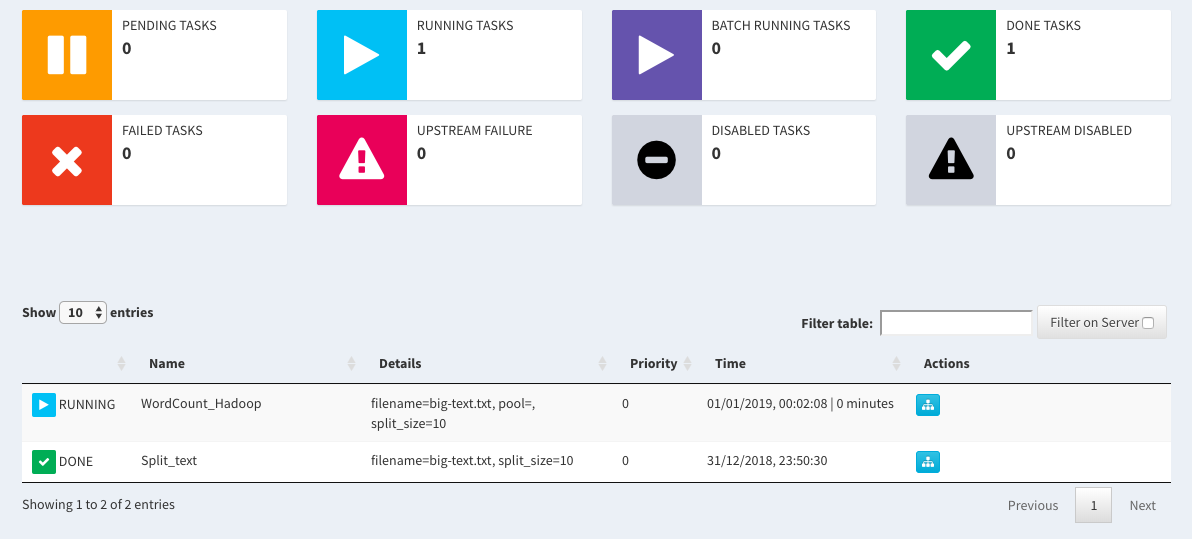 PENDING TASKS
0
RUNNING TASKS
1
BATCH RUNNING TASKS
0
DONE TASKS
1
FAILED TASKS
0
UPSTREAM FAILURE
0
DISABLED TASKS
0
UPSTREAM DISABLED
0
Show 10 entries
Filter table: Filter on Server
Name Details Priority Time Actions
RUNNING WordCount_Hadoop filename=big-text.txt, pool=, 0 01/01/2019, 00:02:08 | 0 minutes
split_size=10
DONE Split_text filename=big-text.txt, split_size=10 0 31/12/2018, 23:50:30
Showing 1 to 2 of 2 entries
Previous 1 Next